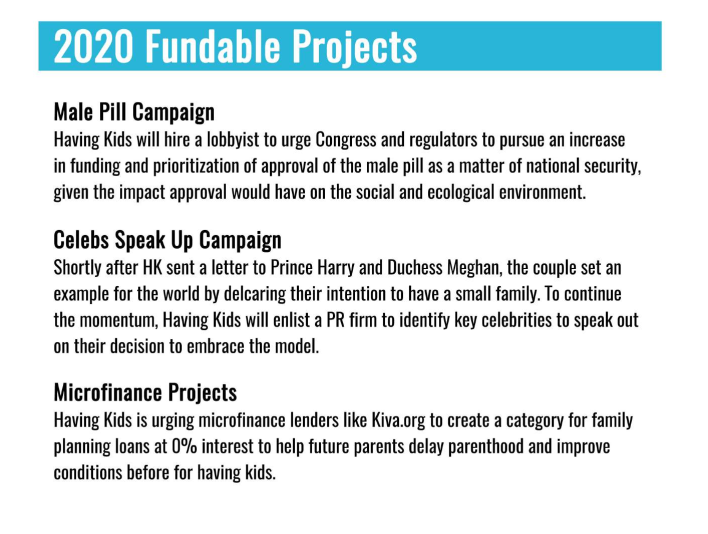 2020 Fundable Projects
Male Pill Campaign
Having Kids will hire a lobbyist to urge Congress and regulators to pursue an increase
in funding and prioritization of approval of the male pill as a matter of national security,
given the impact approval would have on the social and ecological environment.
Celebs Speak Up Campaign
Shortly after HK sent a letter to Prince Harry and Duchess Meghan, the couple set an
example for the world by delcaring their intention to have a small family. To continue
the momentum, Having Kids will enlist a PR firm to identify key celebrities to speak out
on their decision to embrace the model.
Microfinance Projects
Having Kids is urging microfinance lenders like Kiva.org to create a category for family
planning loans at 0% interest to help future parents delay parenthood and improve
conditions before for having kids.